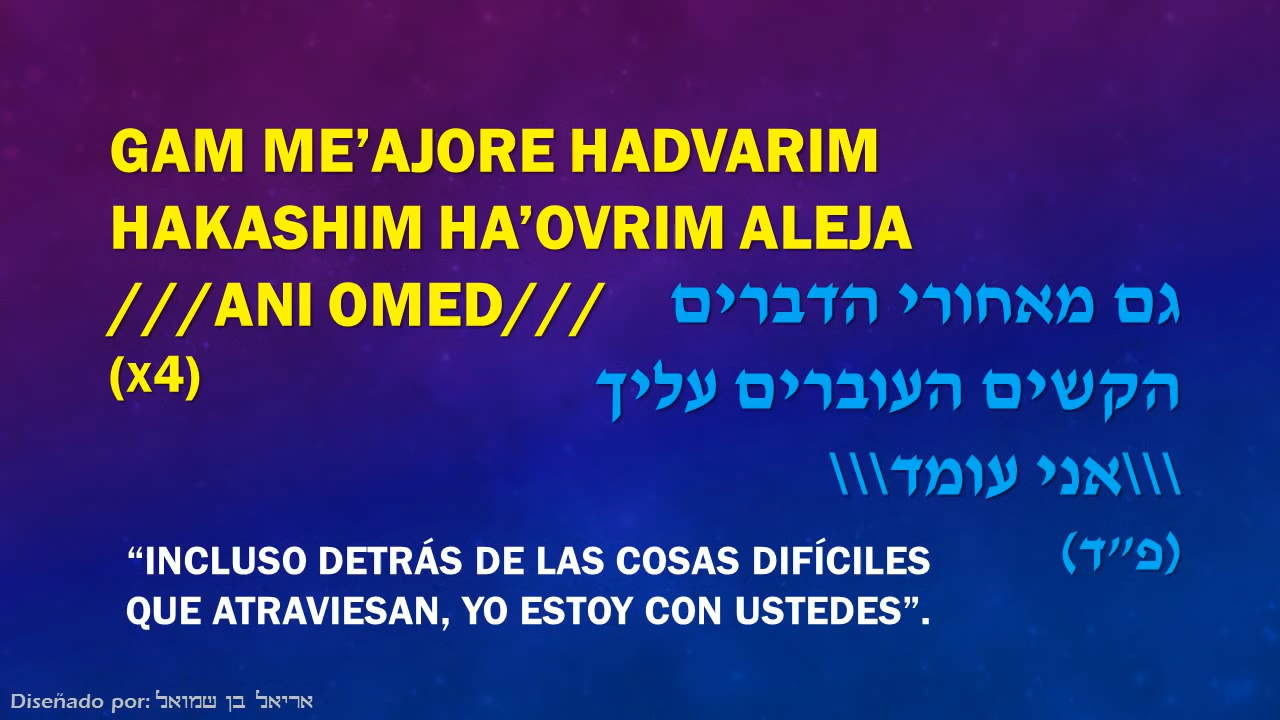 GAM ME’AJORE HADVARIM
HAKASHIM HA’OVRIM ALEJA
///ANI OMED///
(x4)
גם מאחורי הדברים
הקשים העוברים עליך
\\\אני עומד\\\
(פ״ד)
“INCLUSO DETRÁS DE LAS COSAS DIFÍCILES
QUE ATRAVIESAN, YO ESTOY CON USTEDES”.
Diseñado por: אריאל בן שמואל